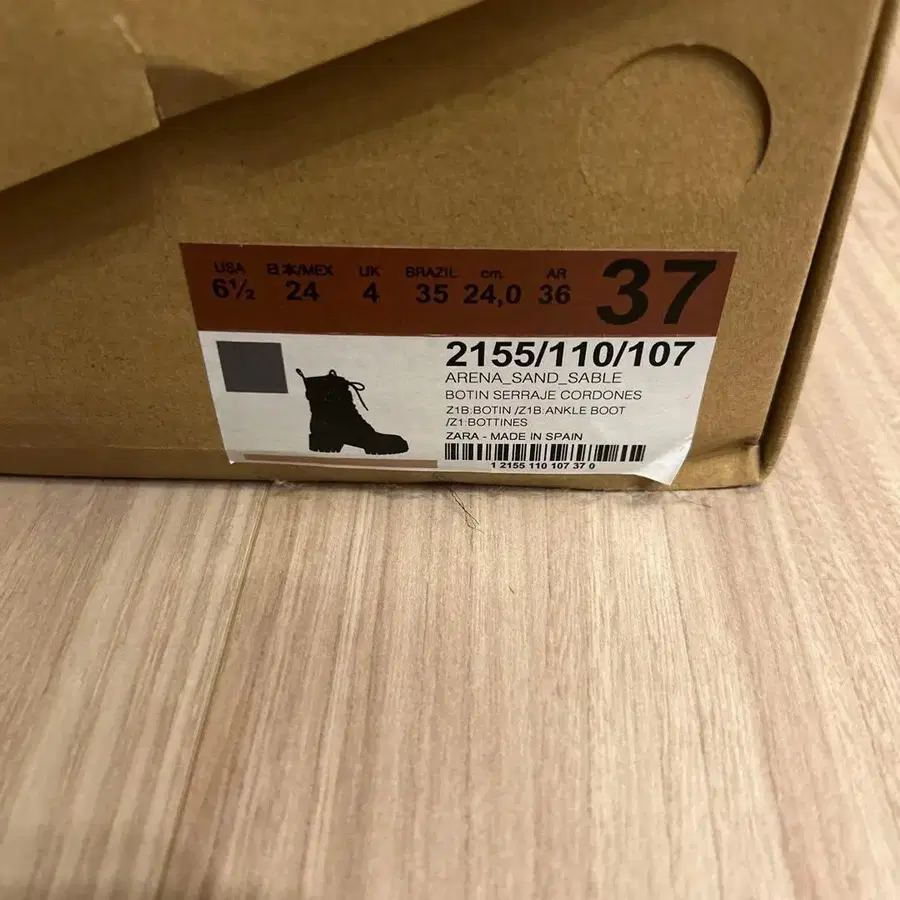 USA 日本/MEX UK BRAZIL cm. AR 37
6½ 24 4 35 24,0 36
2155/110/107
ARENA_SAND_SABLE
BOTIN SERRAJE CORDONES
Z1B:BOTIN /Z1B:ANKLE BOOT
/Z1:BOTTINES
ZARA - MADE IN SPAIN
1 2155 110 107 37 0